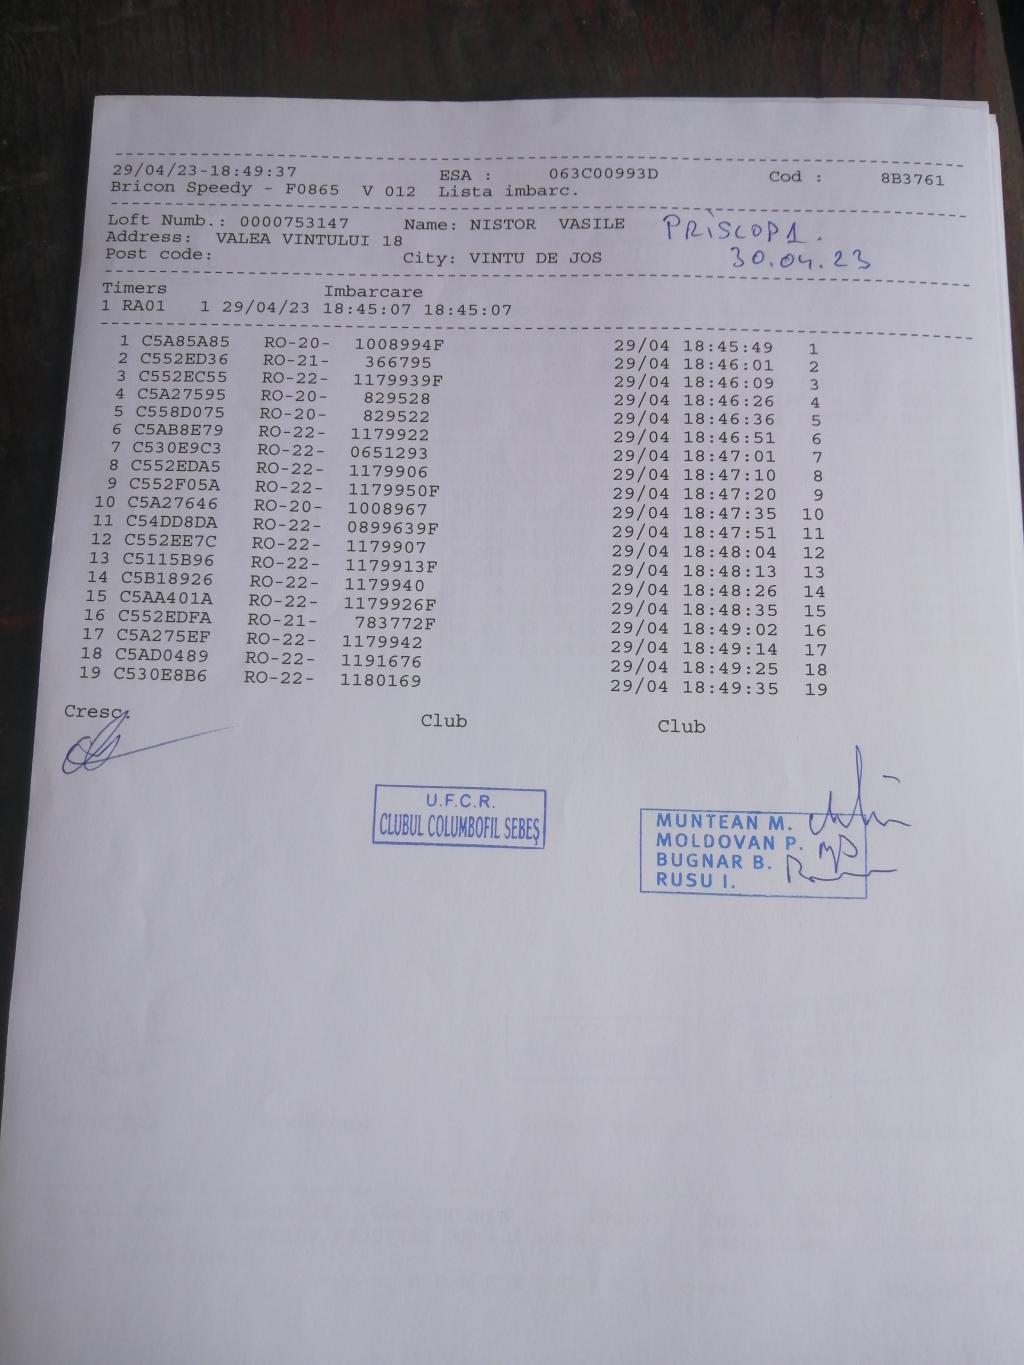 29/04/23-18:49:37 ESA : 063C00993D Cod : 8B3761
Bricon Speedy - F0865 V 012 Lista imbarc.
Loft Numb.: 0000753147 Name: NISTOR VASILE PRISCOP1.
Address: VALEA VINTULUI 18
Post code: City: VINTU DE JOS 30.04.23
Timers Imbarcare
1 RA01 1 29/04/23 18:45:07 18:45:07
1 C5A85A85 RO-20- 1008994F 29/04 18:45:49 1
2 C552ED36 RO-21- 366795 29/04 18:46:01 2
3 C552EC55 RO-22- 1179939F 29/04 18:46:09 3
4 C5A27595 RO-20- 829528 29/04 18:46:26 4
5 C558D075 RO-20- 829522 29/04 18:46:36 5
6 C5AB8E79 RO-22- 1179922 29/04 18:46:51 6
7 C530E9C3 RO-22- 0651293 29/04 18:47:01 7
8 C552EDA5 RO-22- 1179906 29/04 18:47:10 8
9 C552F05A RO-22- 1179950F 29/04 18:47:20 9
10 C5A27646 RO-20- 1008967 29/04 18:47:35 10
11 C54DD8DA RO-22- 0899639F 29/04 18:47:51 11
12 C552EE7C RO-22- 1179907 29/04 18:48:04 12
13 C5115B96 RO-22- 1179913F 29/04 18:48:13 13
14 C5B18926 RO-22- 1179940 29/04 18:48:26 14
15 C5AA401A RO-22- 1179926F 29/04 18:48:35 15
16 C552EDFA RO-21- 783772F 29/04 18:49:02 16
17 C5A275EF RO-22- 1179942 29/04 18:49:14 17
18 C5AD0489 RO-22- 1191676 29/04 18:49:25 18
19 C530E8B6 RO-22- 1180169 29/04 18:49:35 19
Cresc. Club Club
U.F.C.R.
CLUBUL COLUMBOFIL SEBEȘ
MUNTEAN M.
MOLDOVAN P.
BUGNAR B.
RUSU I.